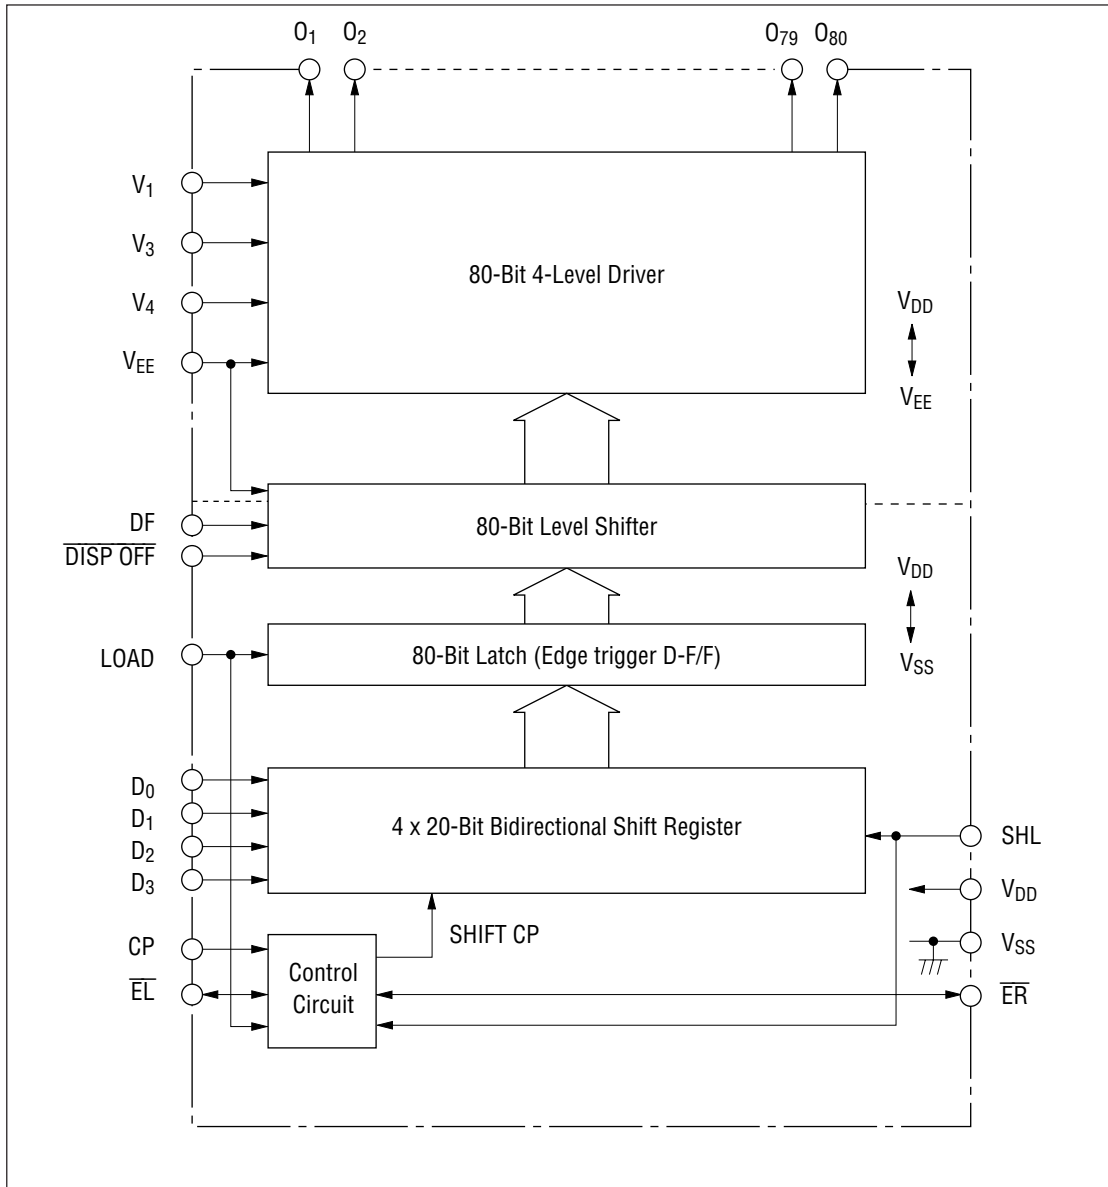 O1 O2 O79 O80
V1
V3
80-Bit 4-Level Driver
V4
VDD
VEE
VEE
DF
80-Bit Level Shifter
DISP OFF
VDD
LOAD
80-Bit Latch (Edge trigger D-F/F)
VSS
D0
D1
4 x 20-Bit Bidirectional Shift Register
SHL
D2
D3
VDD
CP
SHIFT CP
VSS
Control
Circuit
EL
ER